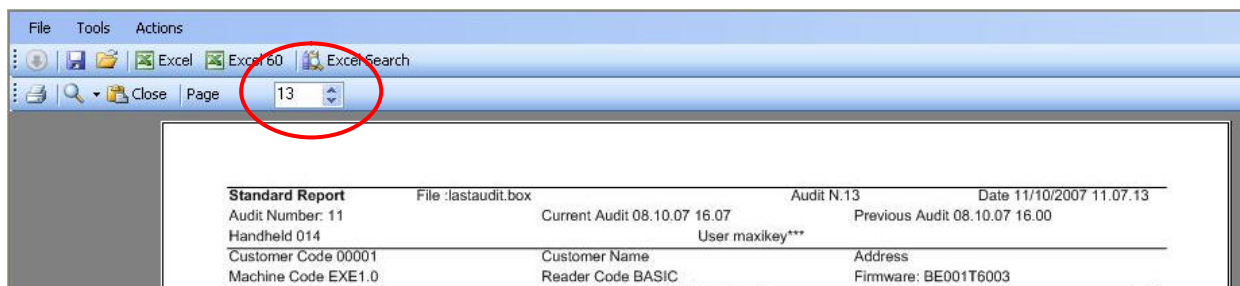 File Tools Actions
Excel Excel 60 Excel Search
Close Page 13
Standard Report File :lastaudit.box Audit N.13 Date 11/10/2007 11.07.13
Audit Number: 11 Current Audit 08.10.07 16.07 Previous Audit 08.10.07 16.00
Handheld 014 User maxikey***
Customer Code 00001 Customer Name Address
Machine Code EXE1.0 Reader Code BASIC Firmware: BE001T6003